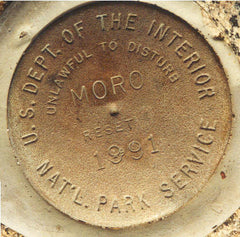 U. S. DEPT. OF THE INTERIOR
UNLAWFUL TO DISTURB
MORO
RESET
1991
NAT'L. PARK SERVICE